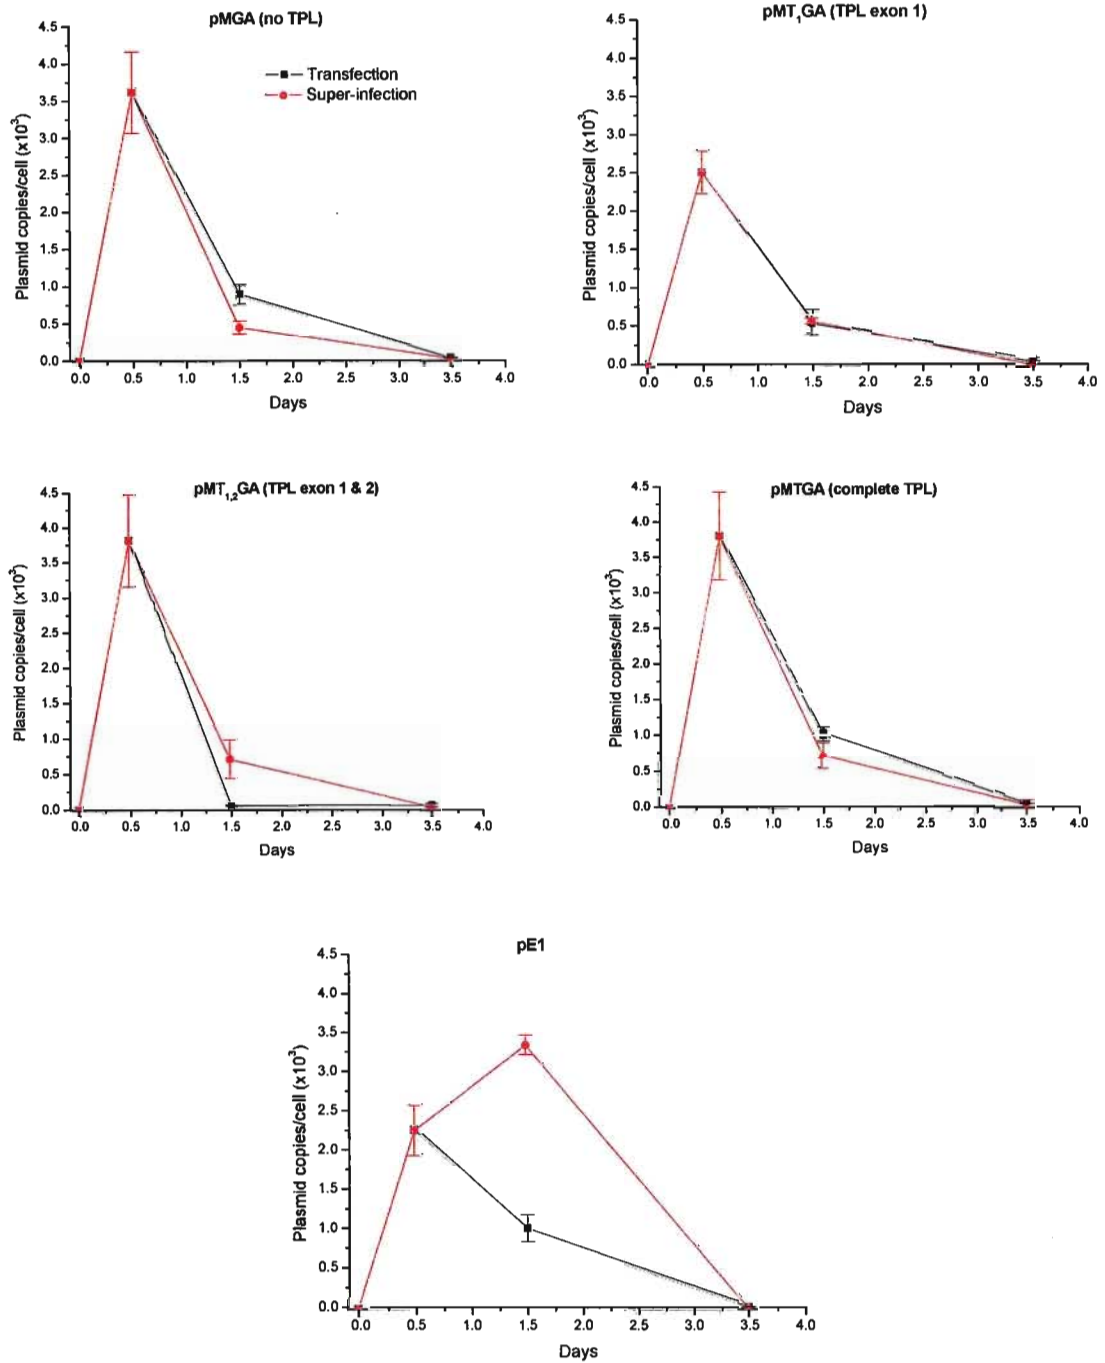 pMGA (no TPL)
Transfection
Super-infection
Plasmid copies/cell (x10³)
4.5
4.0
3.5
3.0
2.5
2.0
1.5
1.0
0.5
0.0
0.0 0.5 1.0 1.5 2.0 2.5 3.0 3.5 4.0
Days
pMT₁GA (TPL exon 1)
Plasmid copies/cell (x10³)
4.5
4.0
3.5
3.0
2.5
2.0
1.5
1.0
0.5
0.0
0.0 0.5 1.0 1.5 2.0 2.5 3.0 3.5 4.0
Days
pMT₁,₂GA (TPL exon 1 & 2)
Plasmid copies/cell (x10³)
4.5
4.0
3.5
3.0
2.5
2.0
1.5
1.0
0.5
0.0
0.0 0.5 1.0 1.5 2.0 2.5 3.0 3.5 4.0
Days
pMTGA (complete TPL)
Plasmid copies/cell (x10³)
4.5
4.0
3.5
3.0
2.5
2.0
1.5
1.0
0.5
0.0
0.0 0.5 1.0 1.5 2.0 2.5 3.0 3.5 4.0
Days
pE1
Plasmid copies/cell (x10³)
4.5
4.0
3.5
3.0
2.5
2.0
1.5
1.0
0.5
0.0
0.0 0.5 1.0 1.5 2.0 2.5 3.0 3.5 4.0
Days